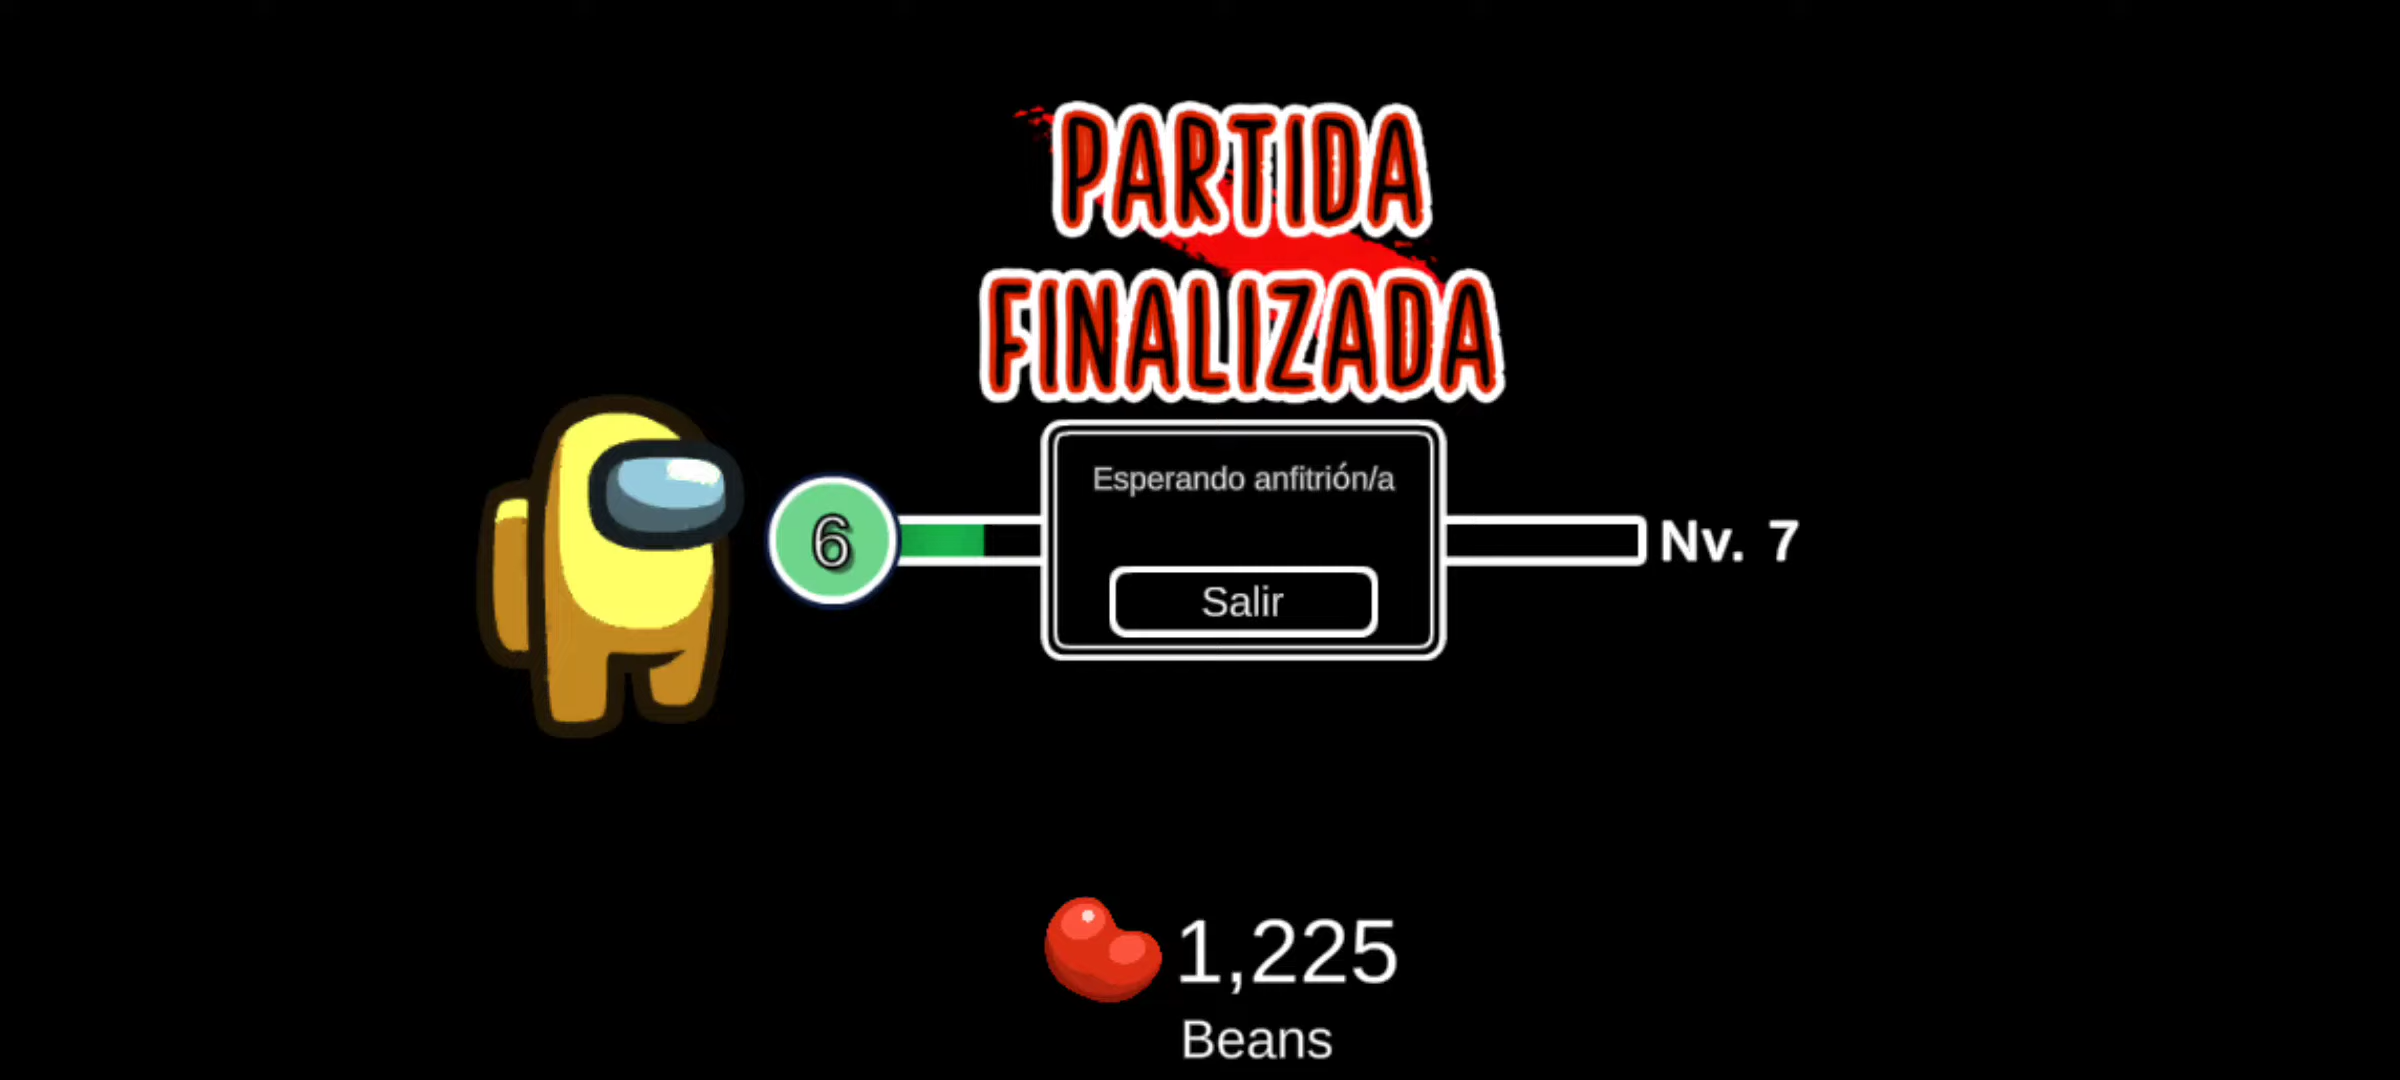 PARTIDA
FINALIZADA
Esperando anfitrión/a
6
Nv. 7
Salir
1,225
Beans